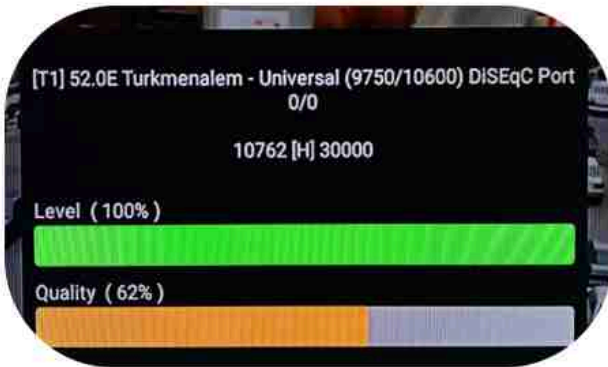 [T1] 52.0E Turkmenalem - Universal (9750/10600) DiSEqC Port
0/0
10762 [H] 30000
Level ( 100% )
Quality ( 62% )